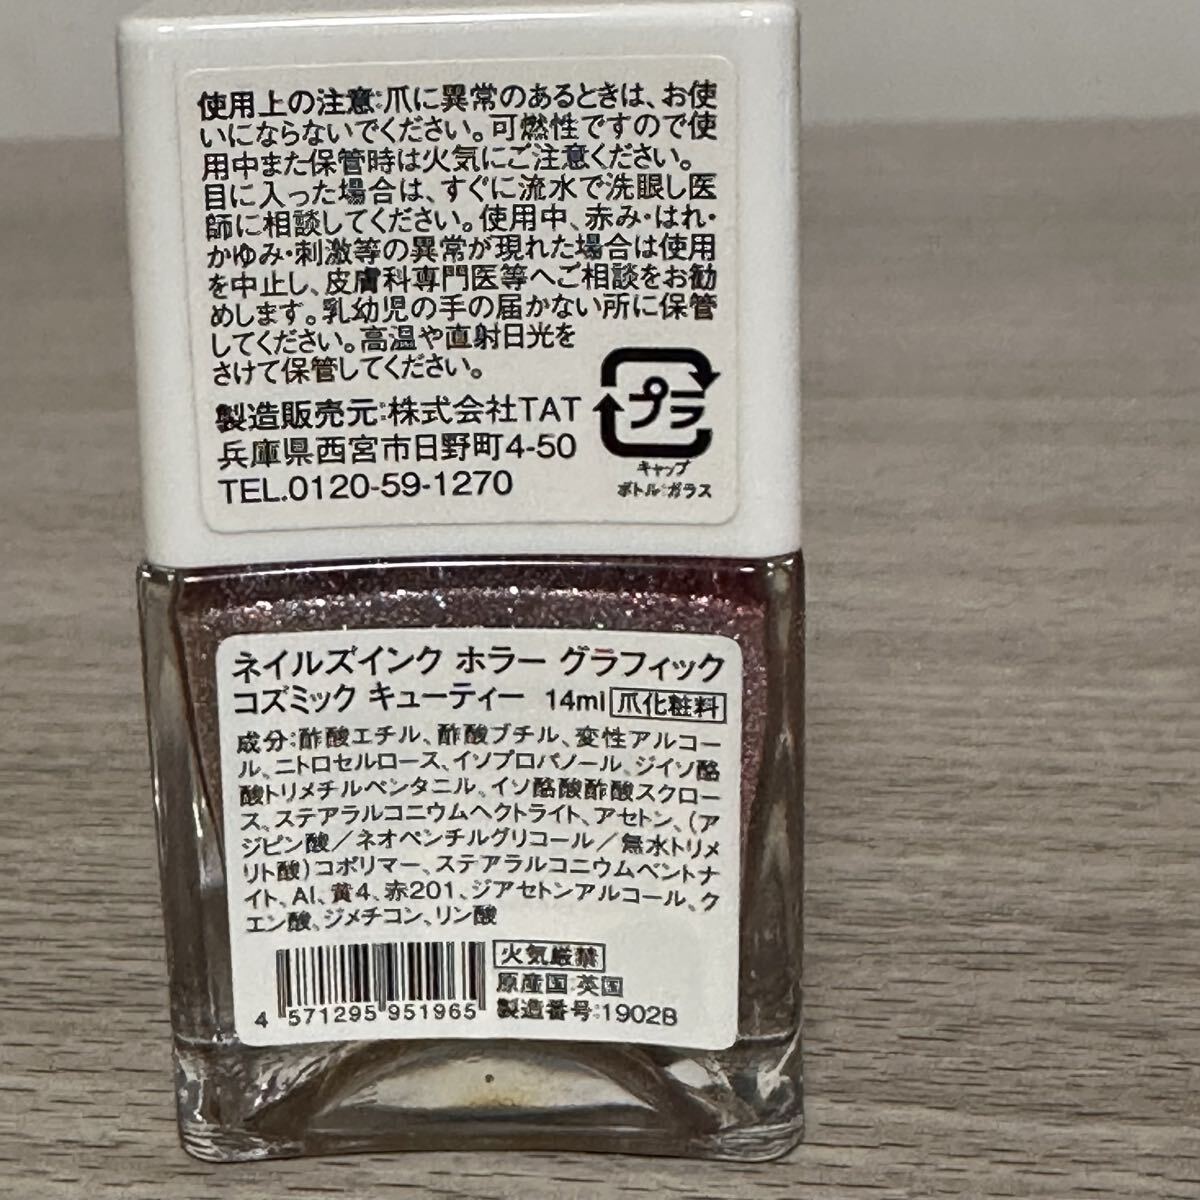 使用上の注意:爪に異常のあるときは、お使
いにならないでください。可燃性ですので使
用中また保管時は火気にご注意ください。
目に入った場合は、すぐに流水で洗眼し医
師に相談してください。使用中、赤み・はれ・
かゆみ・刺激等の異常が現れた場合は使用
を中止し、皮膚科専門医等へご相談をお勧
めします。乳幼児の手の届かない所に保管
してください。高温や直射日光を
さけて保管してください。
製造販売元:株式会社TAT
兵庫県西宮市日野町4-50
TEL.0120-59-1270
プラ
キャップ
ボトル:ガラス
ネイルズインク ホラー グラフィック
コズミック キューティー 14ml 爪化粧料
成分:酢酸エチル、酢酸ブチル、変性アルコー
ル、ニトロセルロース、イソプロパノール、ジイソ酪
酸トリメチルペンタニル、イソ酪酸酢酸スクロー
ス、ステアラルコニウムヘクトライト、アセトン、(ア
ジピン酸/ネオペンチルグリコール/無水トリメ
リト酸)コポリマー、ステアラルコニウムベントナ
イト、Al、黄4、赤201、ジアセトンアルコール、ク
エン酸、ジメチコン、リン酸
火気厳禁
原産国:英国
製造番号:1902B
4 571295 951965